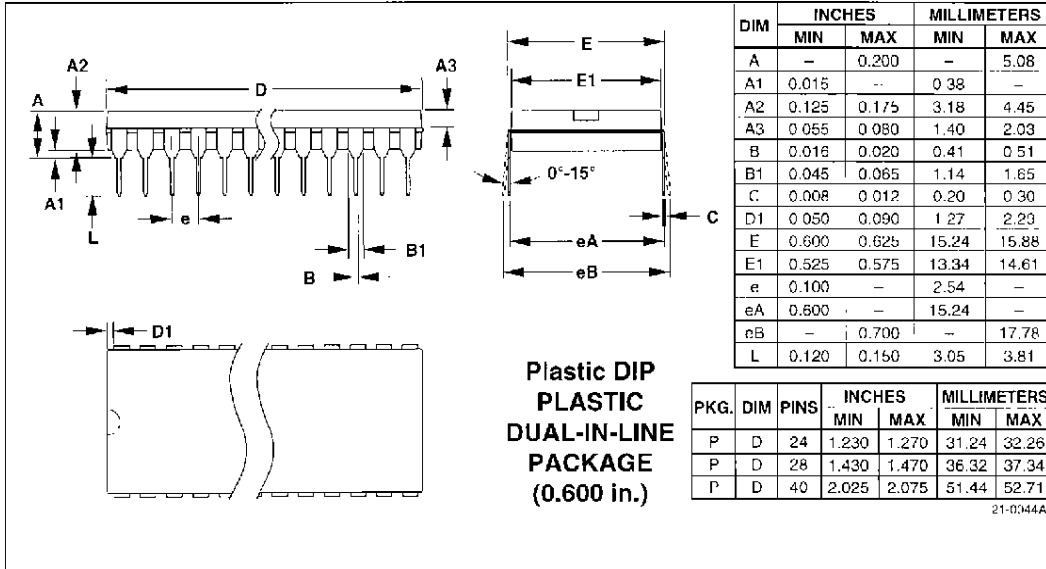 A2
A3
E
A
D
E1
0°-15°
A1
e
C
L
eA
B1
B
eB
D1
Plastic DIP
PLASTIC
DUAL-IN-LINE
PACKAGE
(0.600 in.)
DIM INCHES MILLIMETERS
MIN MAX MIN MAX
A – 0.200 – 5.08
A1 0.015 – 0.38 –
A2 0.125 0.175 3.18 4.45
A3 0.055 0.080 1.40 2.03
B 0.016 0.020 0.41 0.51
B1 0.045 0.065 1.14 1.65
C 0.008 0.012 0.20 0.30
D1 0.050 0.090 1.27 2.29
E 0.600 0.625 15.24 15.88
E1 0.525 0.575 13.34 14.61
e 0.100 – 2.54 –
eA 0.600 – 15.24 –
eB – 0.700 – 17.78
L 0.120 0.150 3.05 3.81
PKG. DIM PINS INCHES MILLIMETERS
MIN MAX MIN MAX
P D 24 1.230 1.270 31.24 32.26
P D 28 1.430 1.470 36.32 37.34
P D 40 2.025 2.075 51.44 52.71
21-0044A